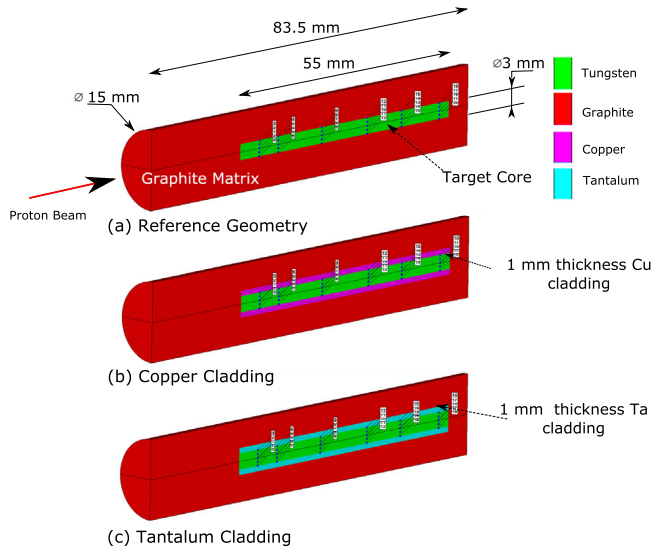 83.5 mm
55 mm
⌀3 mm
⌀ 15 mm
Tungsten
Graphite
Copper
Tantalum
Graphite Matrix
Target Core
Proton Beam
(a) Reference Geometry
1 mm thickness Cu
cladding
(b) Copper Cladding
1 mm  thickness Ta
cladding
(c) Tantalum Cladding